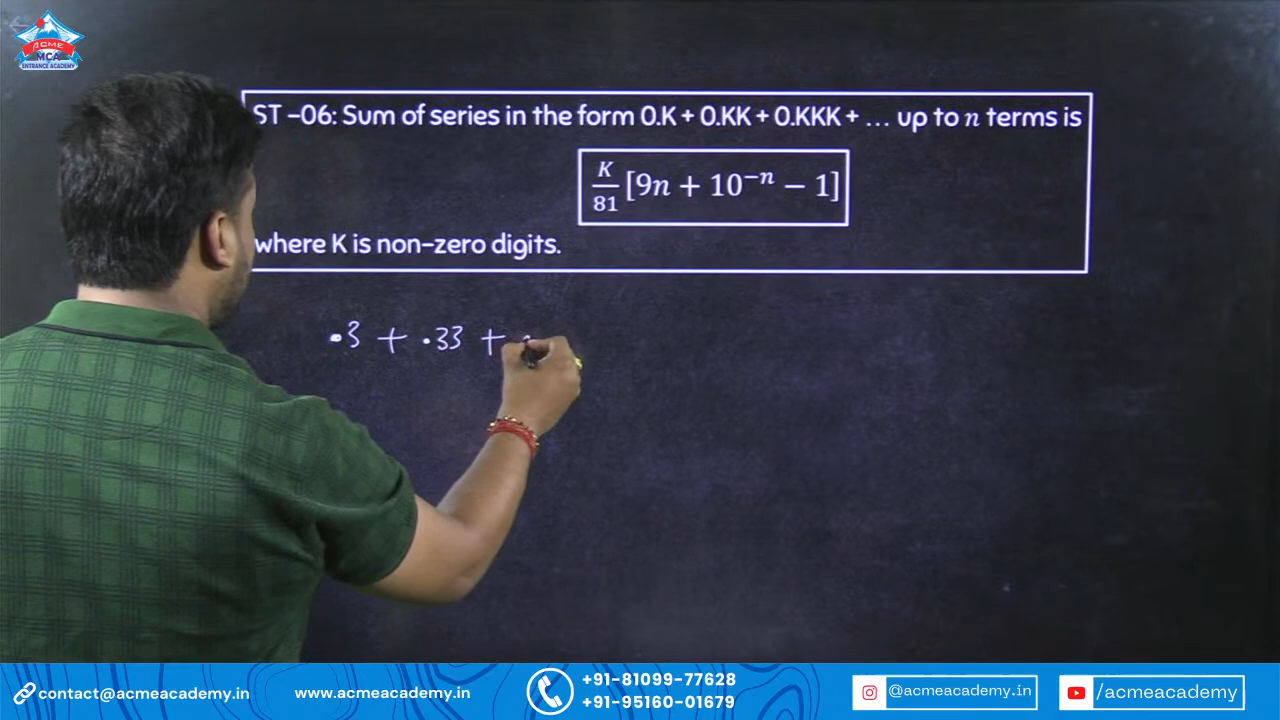 ACME
MCA
ENTRANCE ACADEMY
ST –06: Sum of series in the form 0.K + 0.KK + 0.KKK + … up to n terms is
K/81 [9n + 10⁻ⁿ − 1]
where K is non-zero digits.
.3 + .33 + .
contact@acmeacademy.in
www.acmeacademy.in
+91-81099-77628
+91-95160-01679
@acmeacademy.in
/acmeacademy